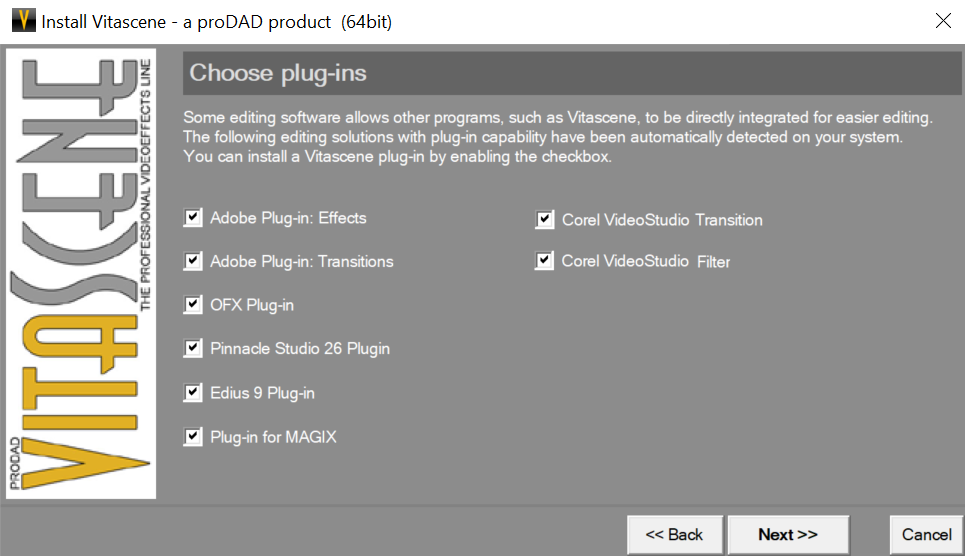 Install Vitascene - a proDAD product (64bit)
PRODAD
VITASCENE
THE PROFESSIONAL VIDEOEFFECTS LINE
Choose plug-ins
Some editing software allows other programs, such as Vitascene, to be directly integrated for easier editing.
The following editing solutions with plug-in capability have been automatically detected on your system.
You can install a Vitascene plug-in by enabling the checkbox.
Adobe Plug-in: Effects
Adobe Plug-in: Transitions
OFX Plug-in
Pinnacle Studio 26 Plugin
Edius 9 Plug-in
Plug-in for MAGIX
Corel VideoStudio Transition
Corel VideoStudio Filter
<< Back
Next >>
Cancel